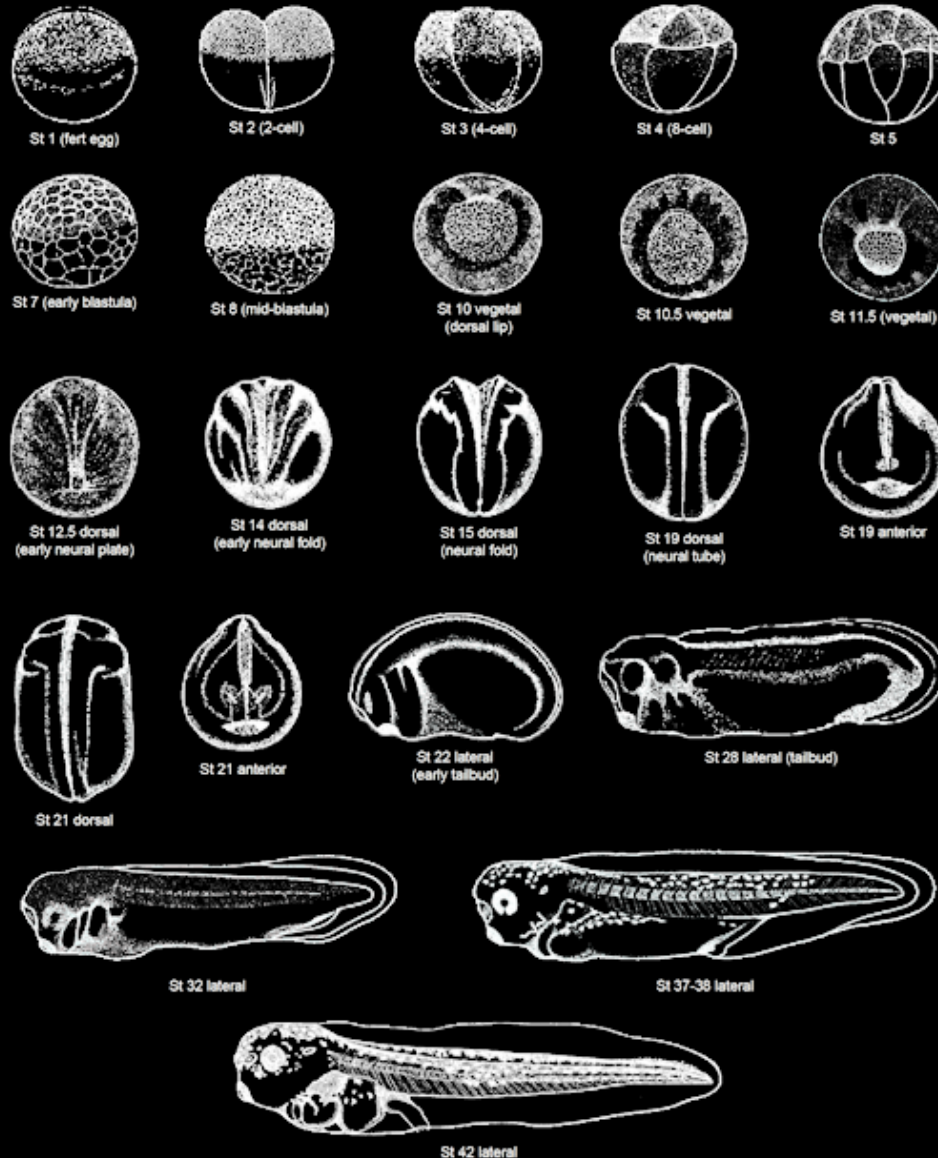 St 1 (fert egg)
St 2 (2-cell)
St 3 (4-cell)
St 4 (8-cell)
St 5
St 7 (early blastula)
St 8 (mid-blastula)
St 10 vegetal
(dorsal lip)
St 10.5 vegetal
St 11.5 (vegetal)
St 12.5 dorsal
(early neural plate)
St 14 dorsal
(early neural fold)
St 15 dorsal
(neural fold)
St 19 dorsal
(neural tube)
St 19 anterior
St 21 dorsal
St 21 anterior
St 22 lateral
(early tailbud)
St 28 lateral (tailbud)
St 32 lateral
St 37-38 lateral
St 42 lateral